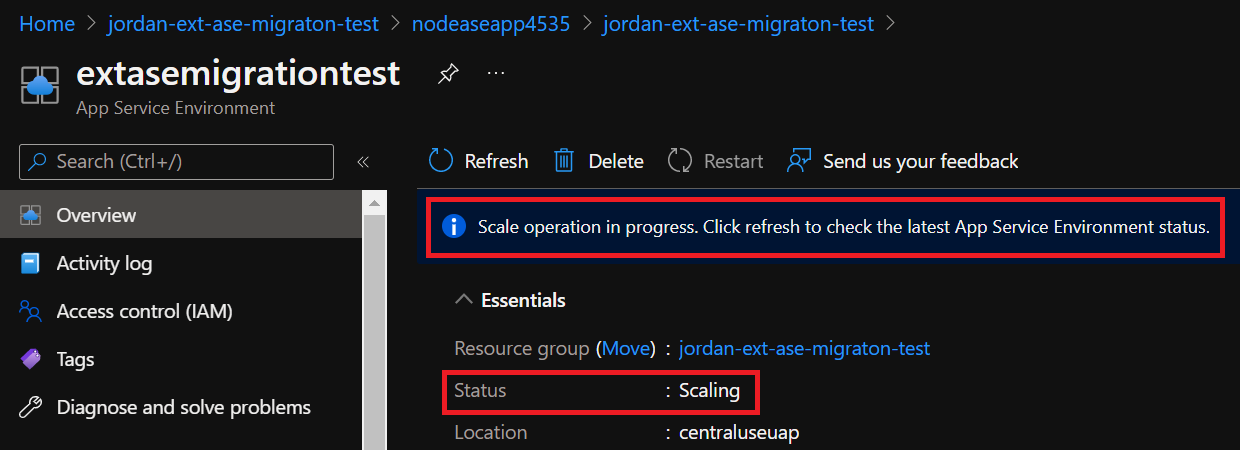 Home > jordan-ext-ase-migraton-test > nodeaseapp4535 > jordan-ext-ase-migraton-test >
extasemigrationtest
App Service Environment
Search (Ctrl+/)
Refresh Delete Restart Send us your feedback
Overview
Activity log
Access control (IAM)
Tags
Diagnose and solve problems
Scale operation in progress. Click refresh to check the latest App Service Environment status.
Essentials
Resource group (Move) : jordan-ext-ase-migraton-test
Status : Scaling
Location : centraluseuap